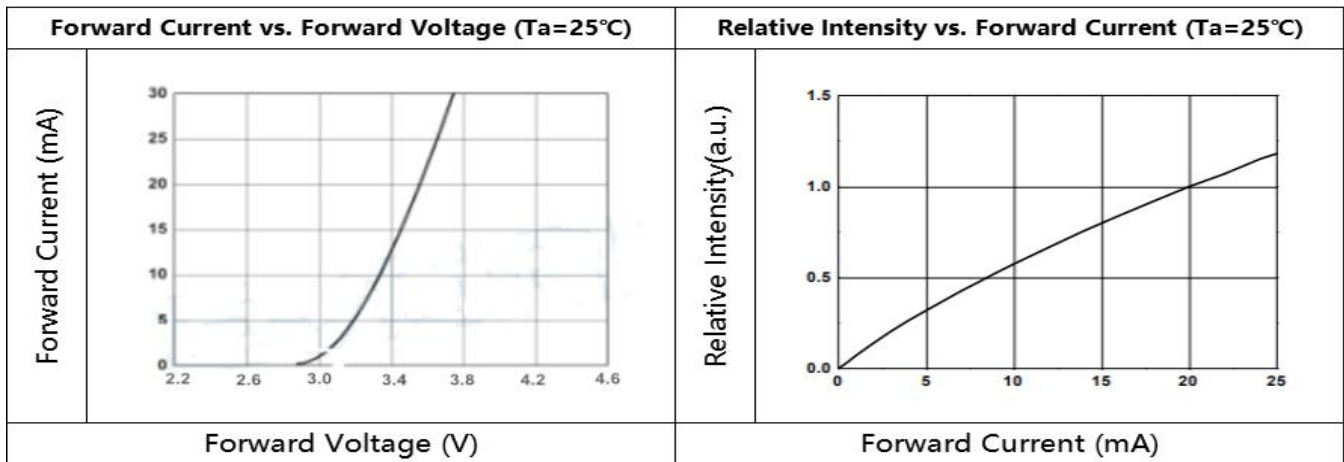 Forward Current vs. Forward Voltage (Ta=25℃)
Forward Current (mA)
30
25
20
15
10
5
0
2.2 2.6 3.0 3.4 3.8 4.2 4.6
Forward Voltage (V)
Relative Intensity vs. Forward Current (Ta=25℃)
Relative Intensity(a.u.)
1.5
1.0
0.5
0.0
0 5 10 15 20 25
Forward Current (mA)